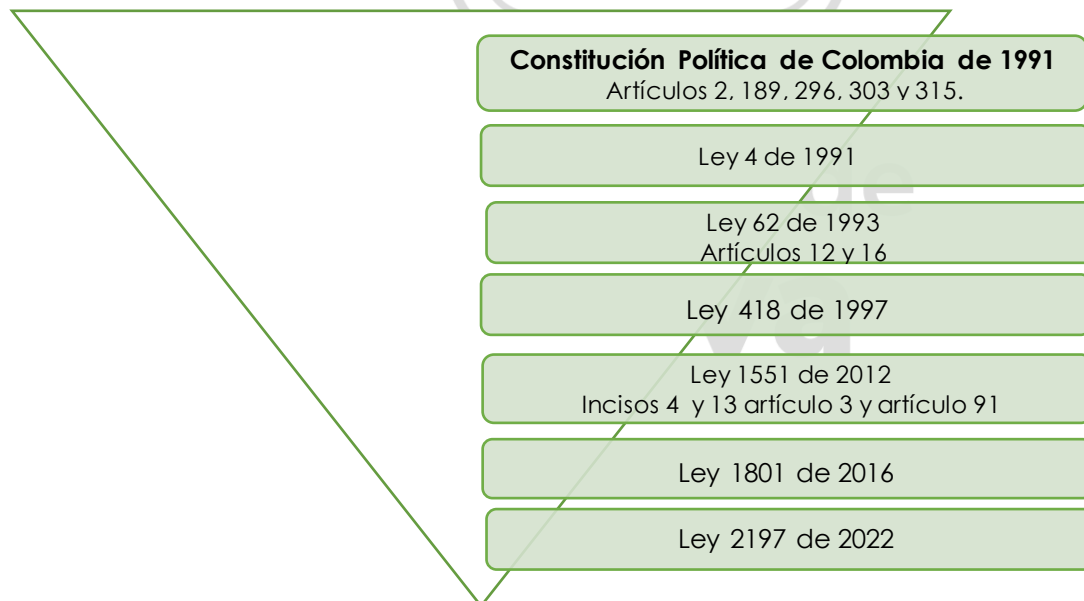 Constitución Política de Colombia de 1991
Artículos 2, 189, 296, 303 y 315.
Ley 4 de 1991
de
Ley 62 de 1993
Artículos 12 y 16
Ley 418 de 1997
va
Ley 1551 de 2012
Incisos 4 y 13 artículo 3 y artículo 91
Ley 1801 de 2016
Ley 2197 de 2022